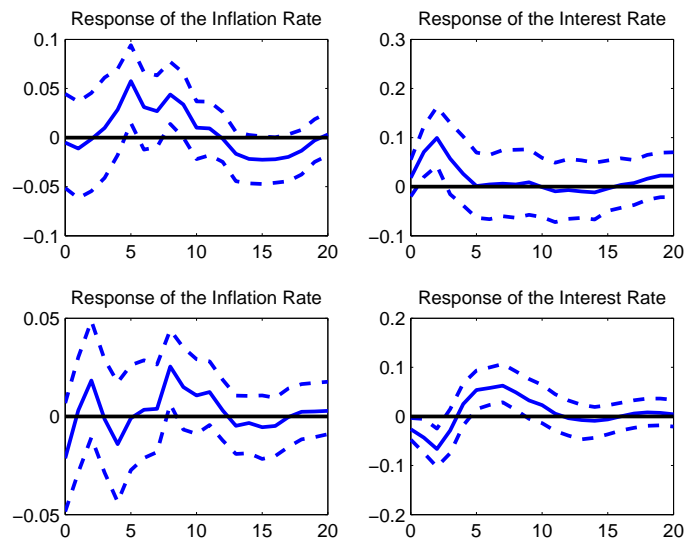 Response of the Inflation Rate
0.1
0.05
0
−0.05
−0.1
0 5 10 15 20
Response of the Interest Rate
0.3
0.2
0.1
0
−0.1
0 5 10 15 20
Response of the Inflation Rate
0.05
0
−0.05
0 5 10 15 20
Response of the Interest Rate
0.2
0.1
0
−0.1
−0.2
0 5 10 15 20